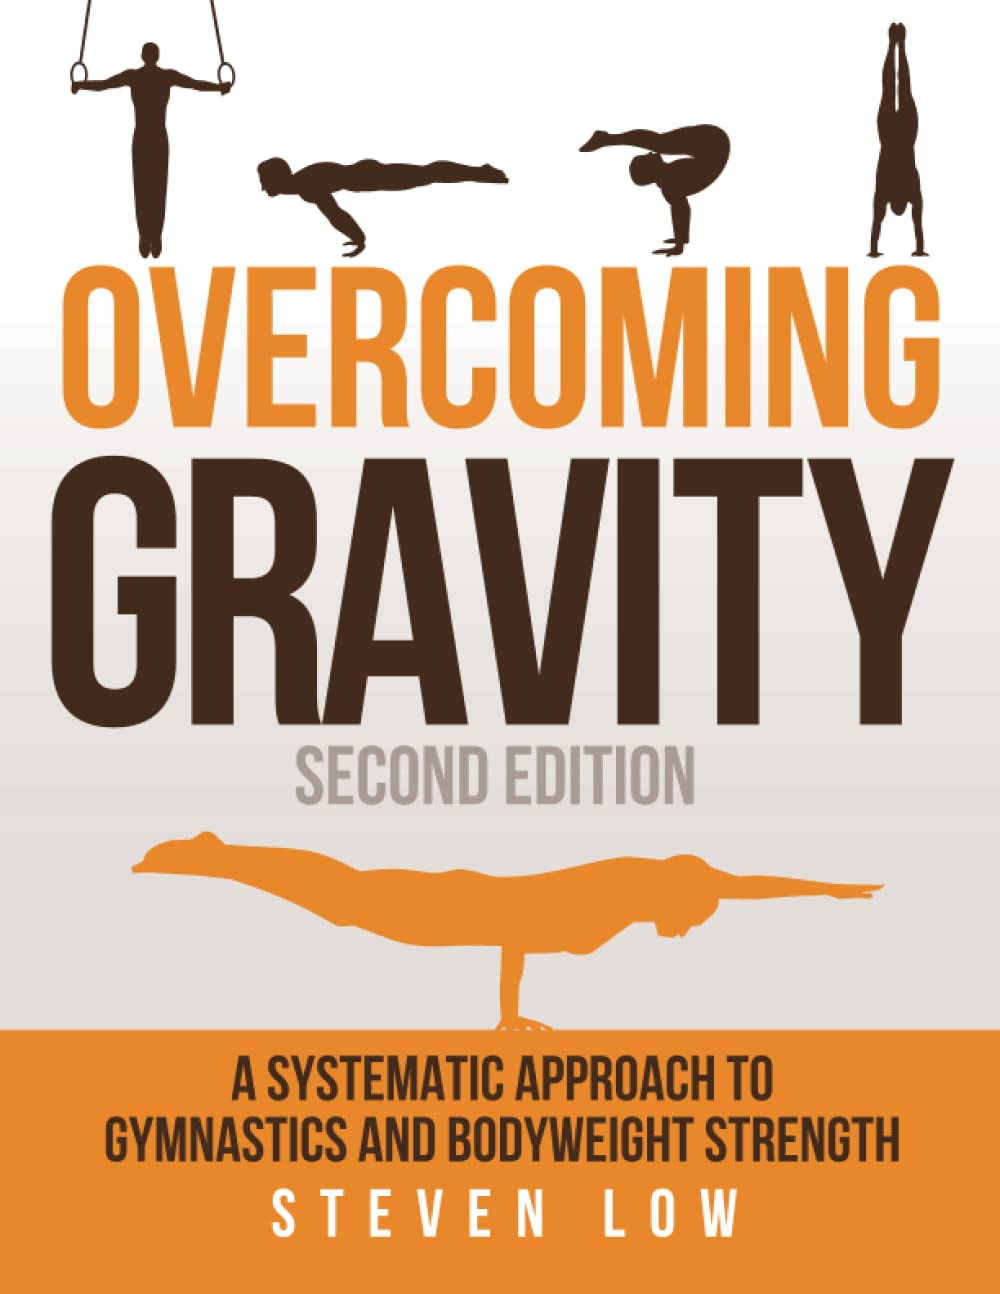 OVERCOMING
GRAVITY
SECOND EDITION
A SYSTEMATIC APPROACH TO
GYMNASTICS AND BODYWEIGHT STRENGTH
STEVEN LOW